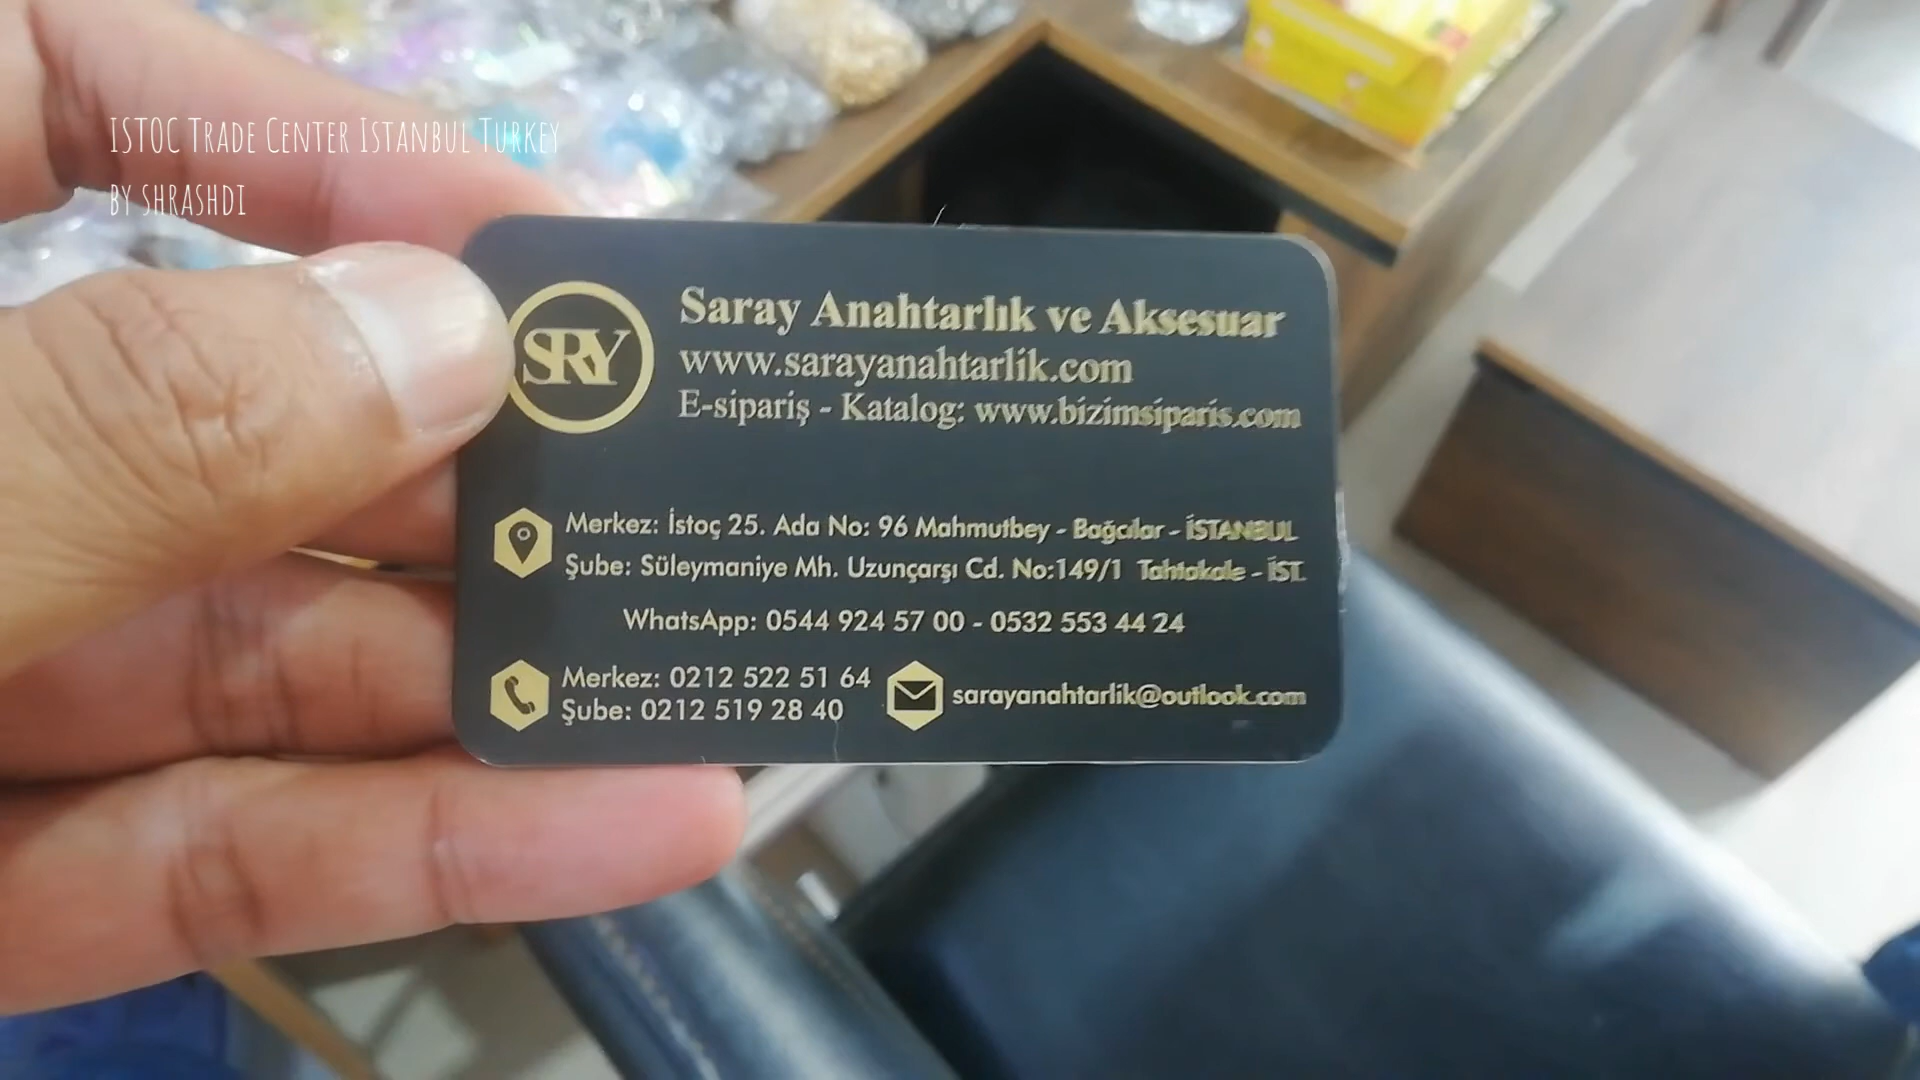 ISTOC TRADE CENTER ISTANBUL TURKEY
BY SHRASHDI
SRY
Saray Anahtarlık ve Aksesuar
www.sarayanahtarlik.com
E-sipariş - Katalog: www.bizimsiparis.com
Merkez: İstoç 25. Ada No: 96 Mahmutbey - Bağcılar - İSTANBUL
Şube: Süleymaniye Mh. Uzunçarşı Cd. No:149/1 Tahtakale - İST.
WhatsApp: 0544 924 57 00 - 0532 553 44 24
Merkez: 0212 522 51 64
Şube: 0212 519 28 40
sarayanahtarlik@outlook.com